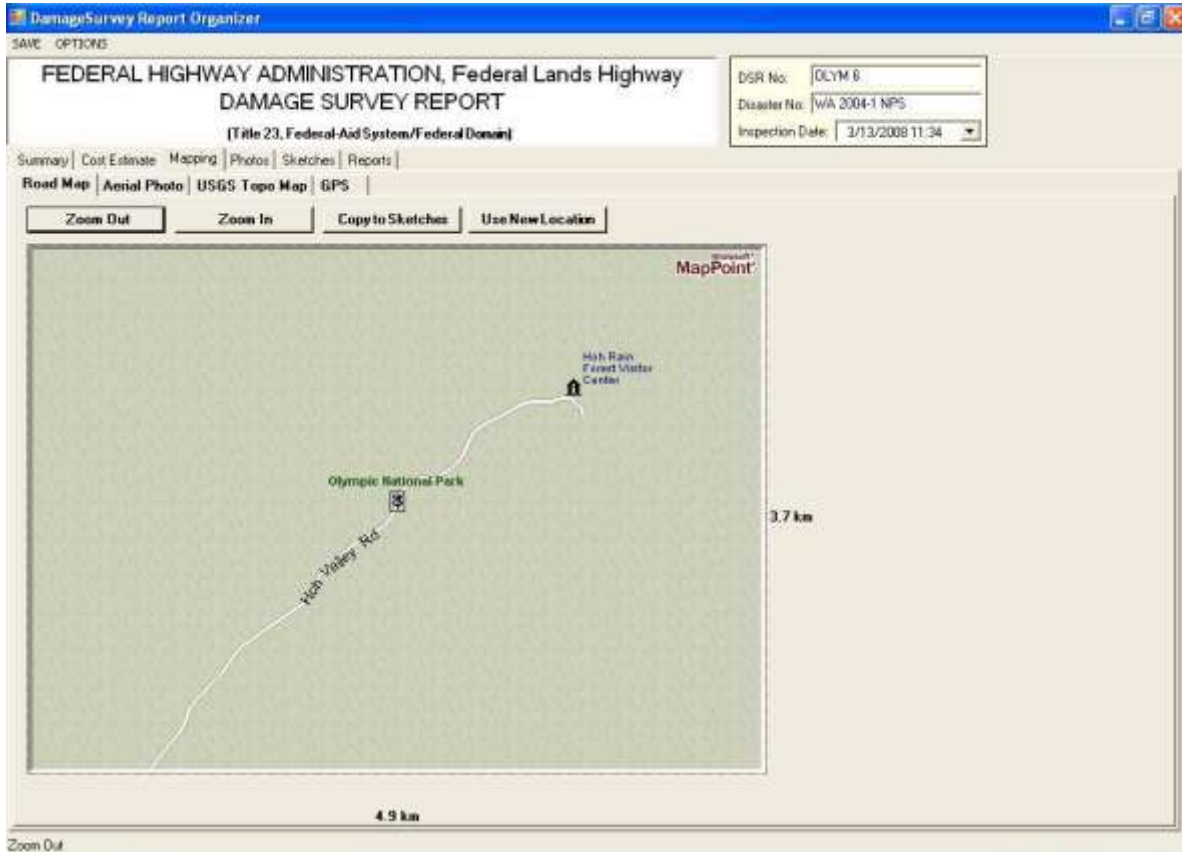 DamageSurvey Report Organizer
SAVE OPTIONS
FEDERAL HIGHWAY ADMINISTRATION, Federal Lands Highway
DAMAGE SURVEY REPORT
(Title 23, Federal-Aid System/Federal Domain)
DSR No: OLYM 6
Disaster No: WA 2004-1 NPS
Inspection Date: 3/13/2008 11:34
Summary Cost Estimate Mapping Photos Sketches Reports
Road Map Aerial Photo USGS Topo Map GPS
Zoom Out Zoom In Copy to Sketches Use New Location
Microsoft
MapPoint
Hoh Rain
Forest Visitor
Center
Olympic National Park
Hoh Valley Rd
3.7 km
4.9 km
Zoom Out